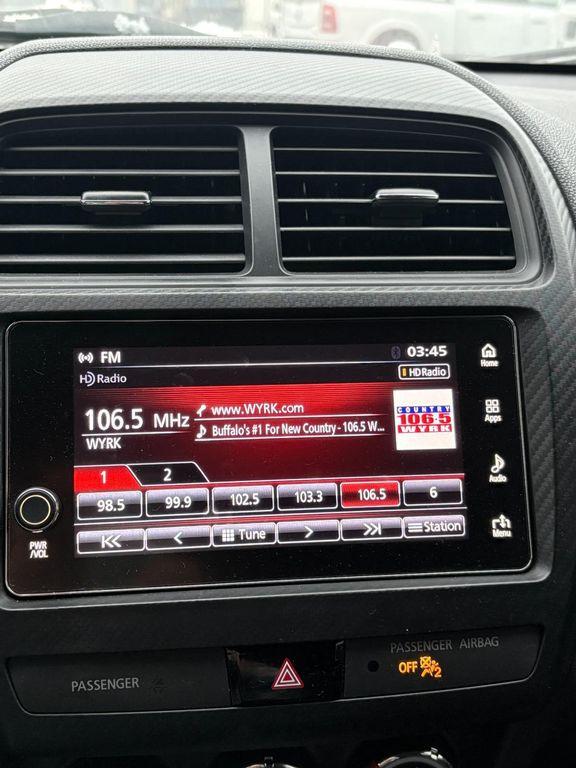 FM
03:45
HD Radio
HD Radio
106.5 MHz
WYRK
www.WYRK.com
Buffalo's #1 For New Country - 106.5 W...
COUNTRY
106.5
WYRK
1 2
98.5 99.9 102.5 103.3 106.5 6
Tune
Station
Home
Apps
Audio
Menu
PWR
/VOL
PASSENGER
PASSENGER AIRBAG
OFF 2